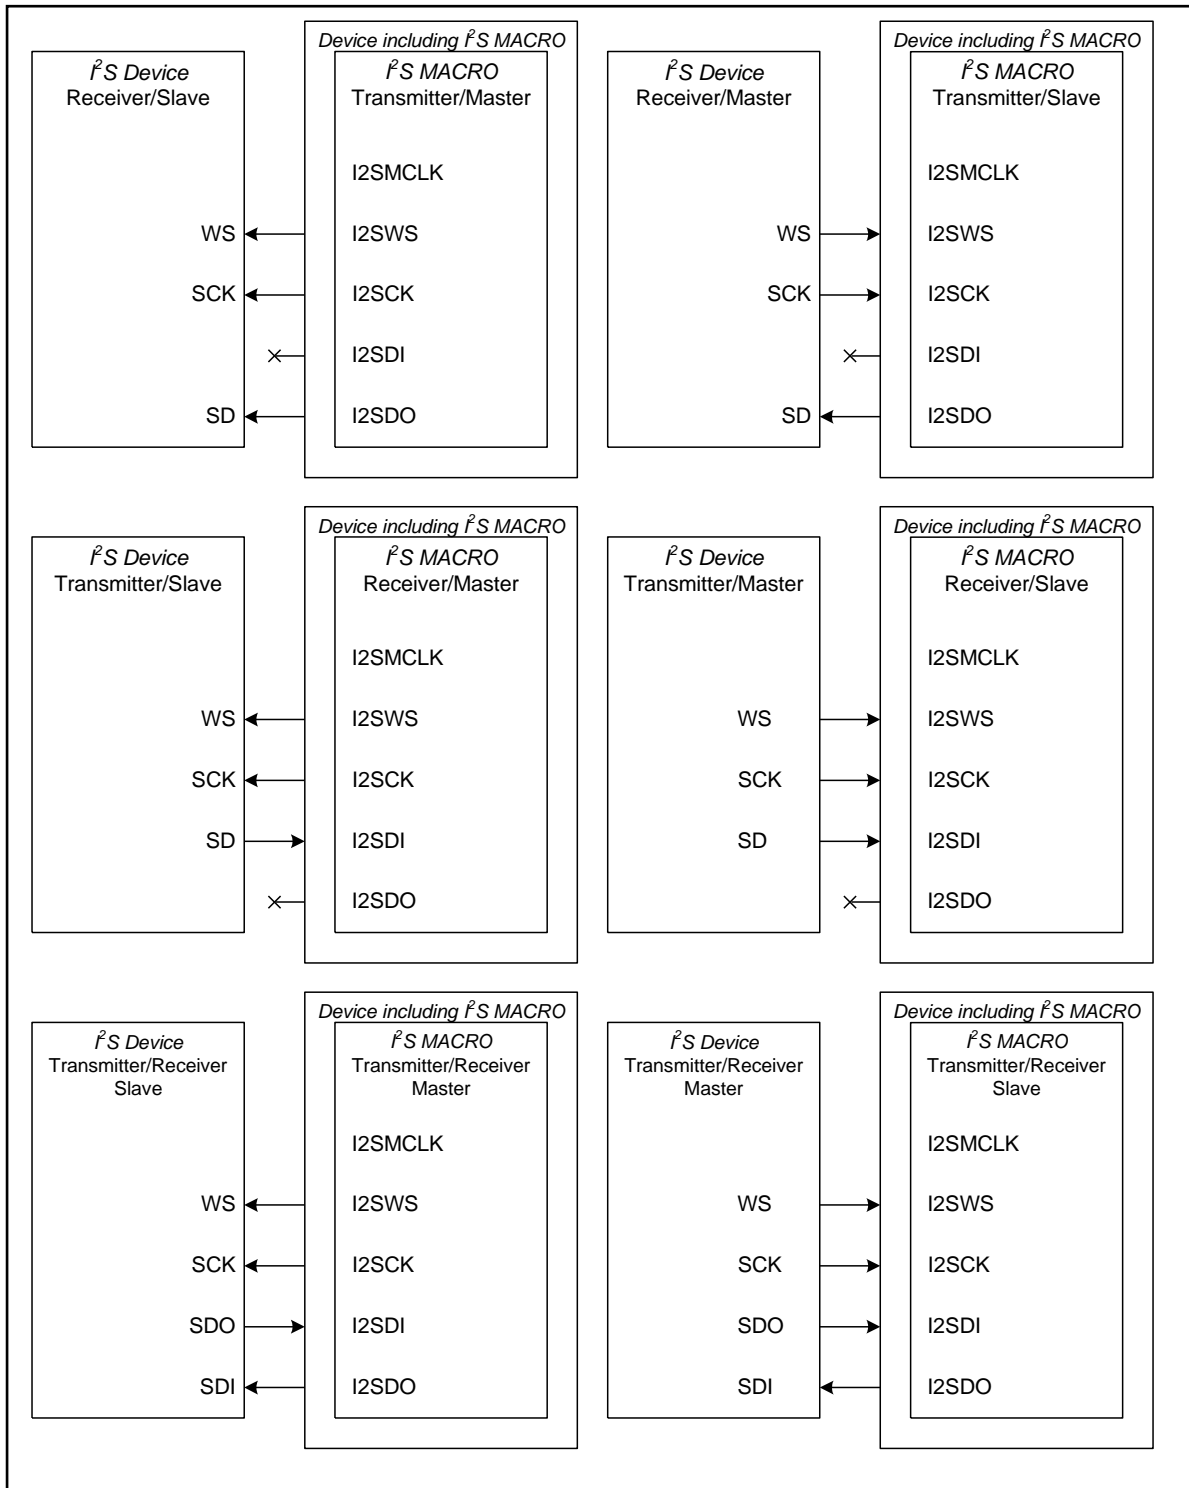 Device including I²S MACRO
I²S Device
Receiver/Slave
I²S MACRO
Transmitter/Master
I2SMCLK
WS
I2SWS
SCK
I2SCK
I2SDI
SD
I2SDO
Device including I²S MACRO
I²S Device
Receiver/Master
I²S MACRO
Transmitter/Slave
I2SMCLK
WS
I2SWS
SCK
I2SCK
I2SDI
SD
I2SDO
Device including I²S MACRO
I²S Device
Transmitter/Slave
I²S MACRO
Receiver/Master
I2SMCLK
WS
I2SWS
SCK
I2SCK
SD
I2SDI
I2SDO
Device including I²S MACRO
I²S Device
Transmitter/Master
I²S MACRO
Receiver/Slave
I2SMCLK
WS
I2SWS
SCK
I2SCK
SD
I2SDI
I2SDO
Device including I²S MACRO
I²S Device
Transmitter/Receiver
Slave
I²S MACRO
Transmitter/Receiver
Master
I2SMCLK
WS
I2SWS
SCK
I2SCK
SDO
I2SDI
SDI
I2SDO
Device including I²S MACRO
I²S Device
Transmitter/Receiver
Master
I²S MACRO
Transmitter/Receiver
Slave
I2SMCLK
WS
I2SWS
SCK
I2SCK
SDO
I2SDI
SDI
I2SDO